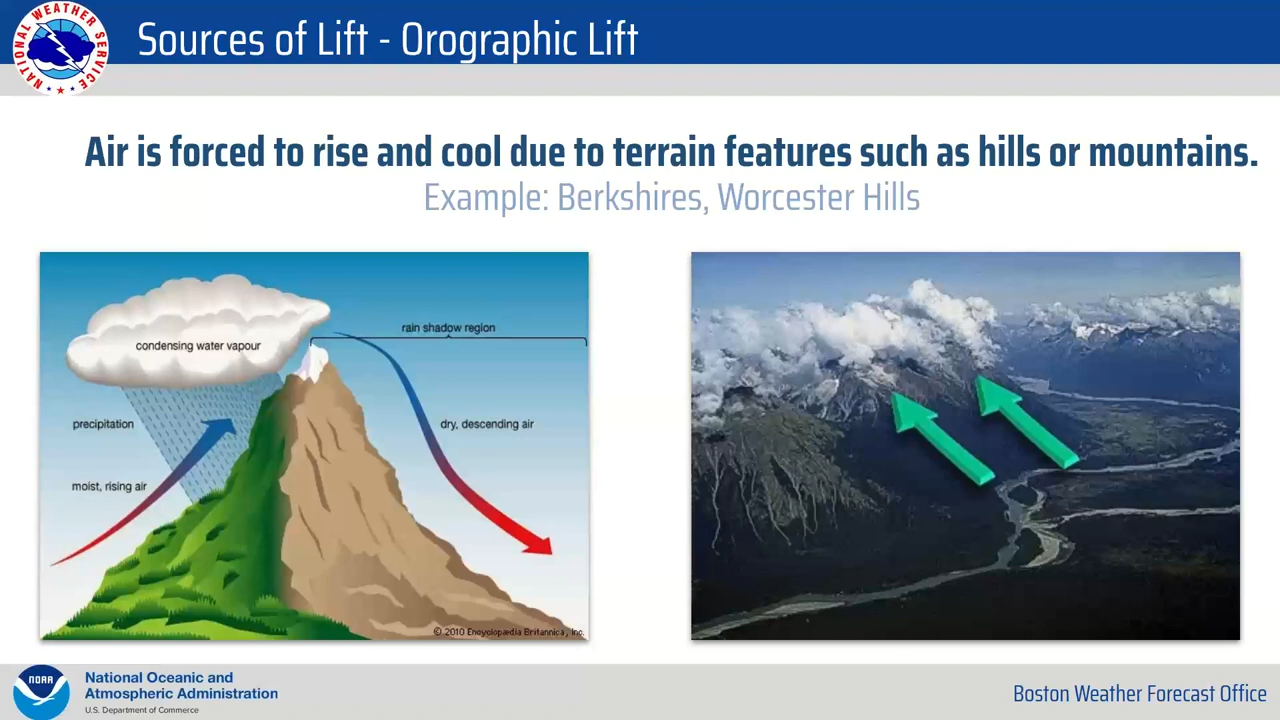 NATIONAL WEATHER SERVICE
Sources of Lift - Orographic Lift
Air is forced to rise and cool due to terrain features such as hills or mountains.
Example: Berkshires, Worcester Hills
condensing water vapour
rain shadow region
precipitation
dry, descending air
moist, rising air
© 2010 Encyclopædia Britannica, Inc.
NOAA
National Oceanic and
Atmospheric Administration
U.S. Department of Commerce
Boston Weather Forecast Office